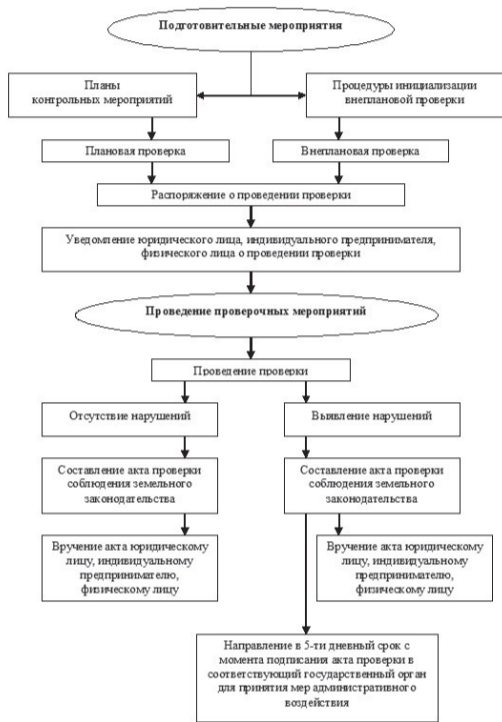 Подготовительные мероприятия
Планы
контрольных мероприятий
Процедуры инициализации
внеплановой проверки
Плановая проверка
Внеплановая проверка
Распоряжение о проведении проверки
Уведомление юридического лица, индивидуального предпринимателя,
физического лица о проведении проверки
Проведение проверочных мероприятий
Проведение проверки
Отсутствие нарушений
Выявление нарушений
Составление акта проверки
соблюдения земельного
законодательства
Составление акта проверки
соблюдения земельного
законодательства
Вручение акта юридическому
лицу, индивидуальному
предпринимателю,
физическому лицу
Вручение акта юридическому
лицу, индивидуальному
предпринимателю,
физическому лицу
Направление в 5-ти дневный срок с
момента подписания акта проверки в
соответствующий государственный орган
для принятия мер административного
воздействия